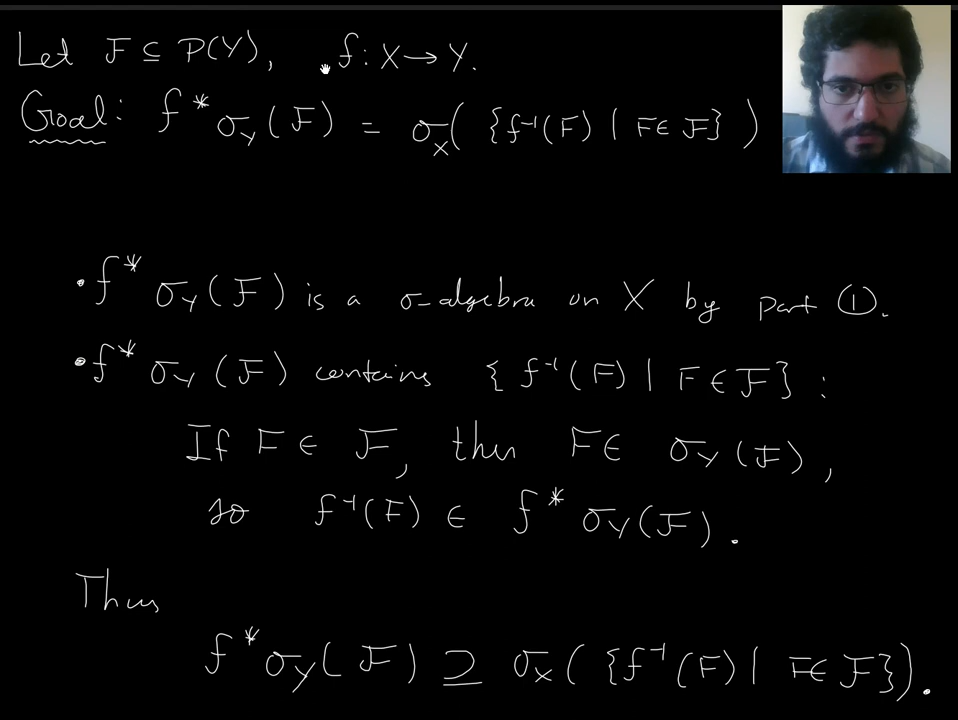 Let F ⊆ P(Y), f: X → Y.
Goal: f* σ_Y(F) = σ_X( {f⁻¹(F) | F ∈ F} )
• f* σ_Y(F) is a σ-algebra on X by part ①.
• f* σ_Y(F) contains { f⁻¹(F) | F ∈ F } :
If F ∈ F, then F ∈ σ_Y(F),
so f⁻¹(F) ∈ f* σ_Y(F).
Thus
f* σ_Y(F) ⊇ σ_X( {f⁻¹(F) | F ∈ F}).